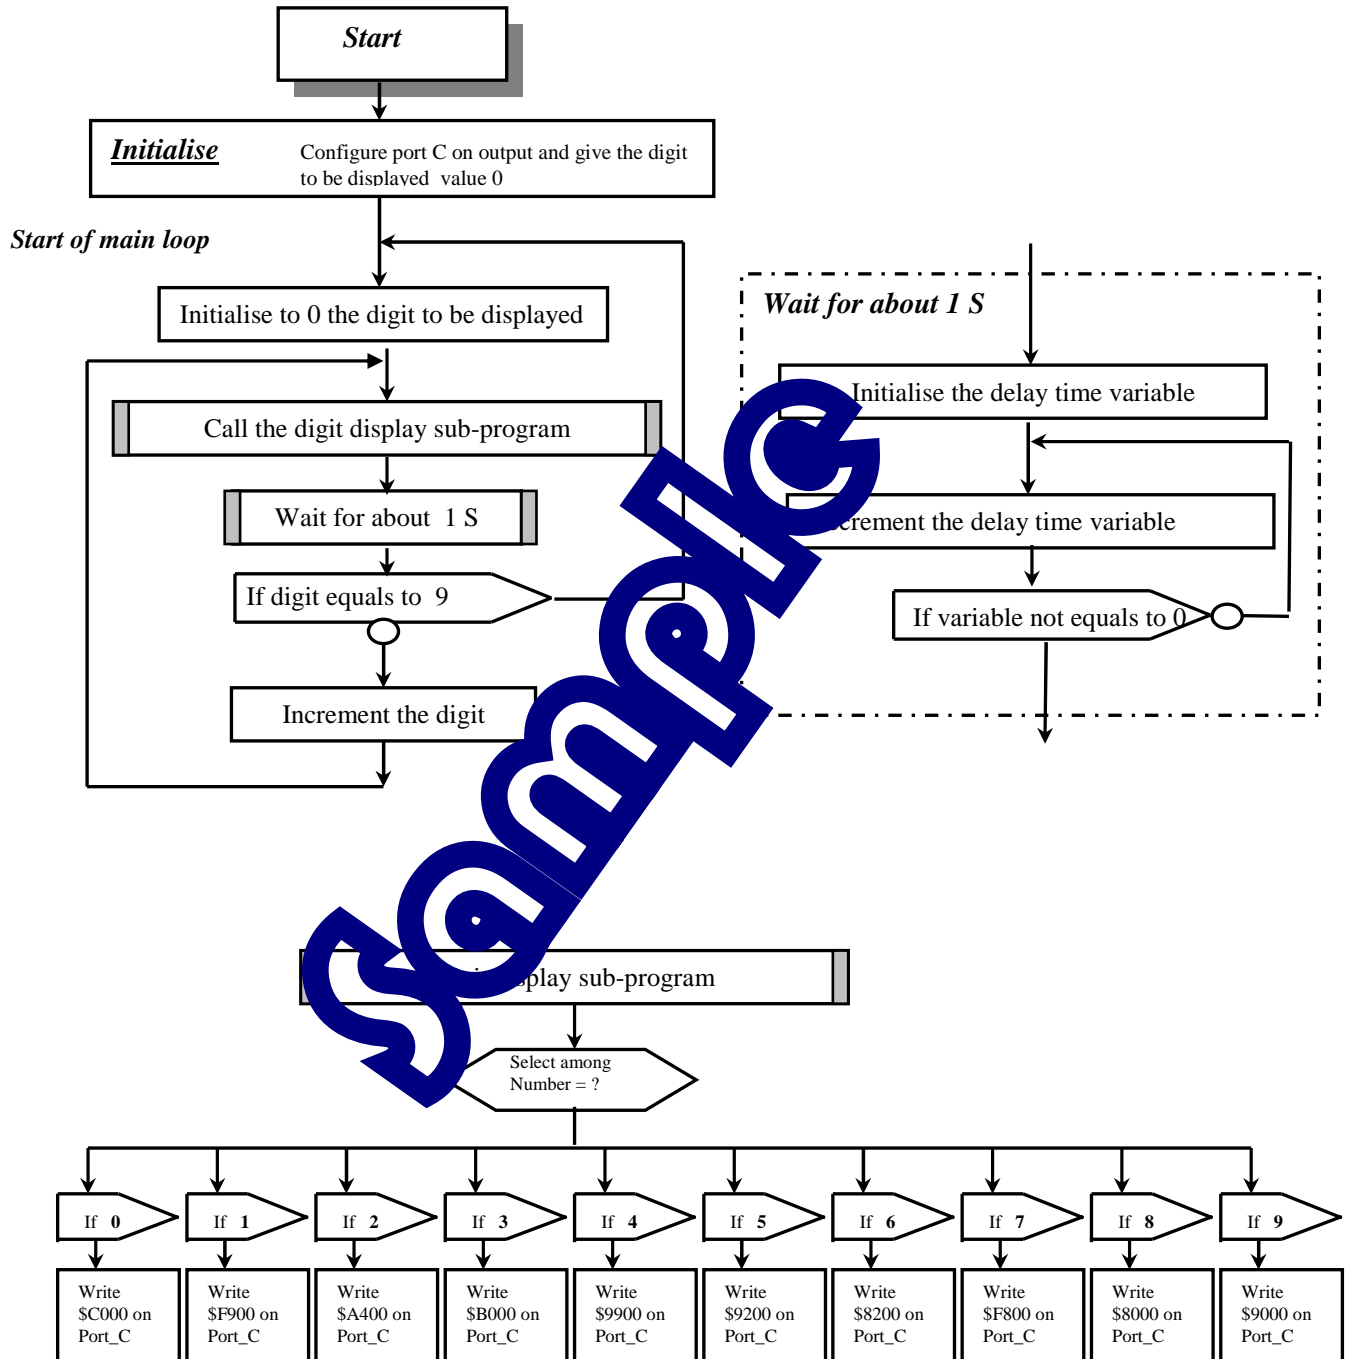 Start
Initialise
Configure port C on output and give the digit
to be displayed value 0
Start of main loop
Initialise to 0 the digit to be displayed
Call the digit display sub-program
Wait for about 1 S
If digit equals to 9
Increment the digit
Wait for about 1 S
Initialise the delay time variable
the delay time variable
If variable not equals to 0
Sample
sub-program
Select among
Number = ?
If 0
If 1
If 2
If 3
If 4
If 5
If 6
If 7
If 8
If 9
Write
$C000 on
Port_C
Write
$F900 on
Port_C
Write
$A400 on
Port_C
Write
$B000 on
Port_C
Write
$9900 on
Port_C
Write
$9200 on
Port_C
Write
$8200 on
Port_C
Write
$F800 on
Port_C
Write
$8000 on
Port_C
Write
$9000 on
Port_C